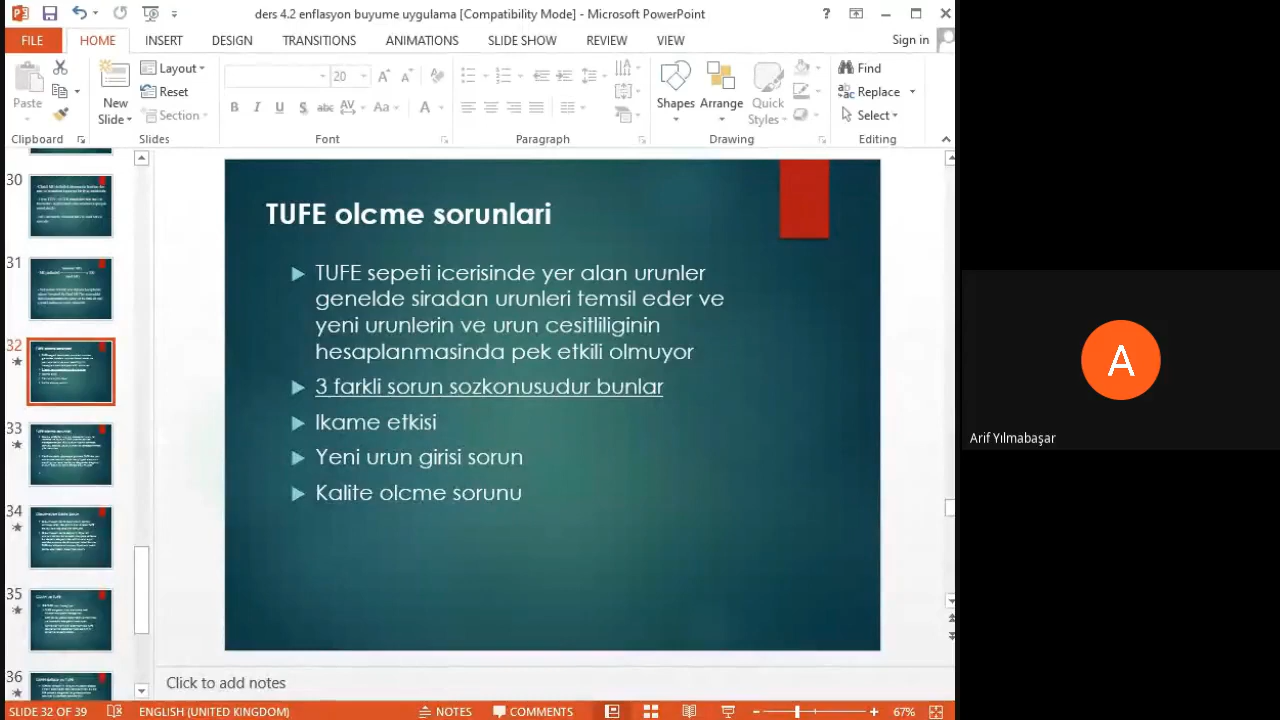 ders 4.2 enflasyon buyume uygulama [Compatibility Mode] - Microsoft PowerPoint
FILE HOME INSERT DESIGN TRANSITIONS ANIMATIONS SLIDE SHOW REVIEW VIEW Sign in
Paste
New
Slide
Layout
Reset
Section
20
B I U S abc AV Aa A
Shapes
Arrange
Quick
Styles
Find
Replace
Select
Clipboard Slides Font Paragraph Drawing Editing
30
31
32
33
34
35
36
TUFE olcme sorunlari
TUFE sepeti icerisinde yer alan urunler
genelde siradan urunleri temsil eder ve
yeni urunlerin ve urun cesitliliginin
hesaplanmasina pek etkili olmuyor
3 farkli sorun sozkonusudur bunlar
Ikame etkisi
Yeni urun girisi sorun
Kalite olcme sorunu
Click to add notes
SLIDE 32 OF 39 ENGLISH (UNITED KINGDOM) NOTES COMMENTS 67%
A
Arif Yılmabaşar